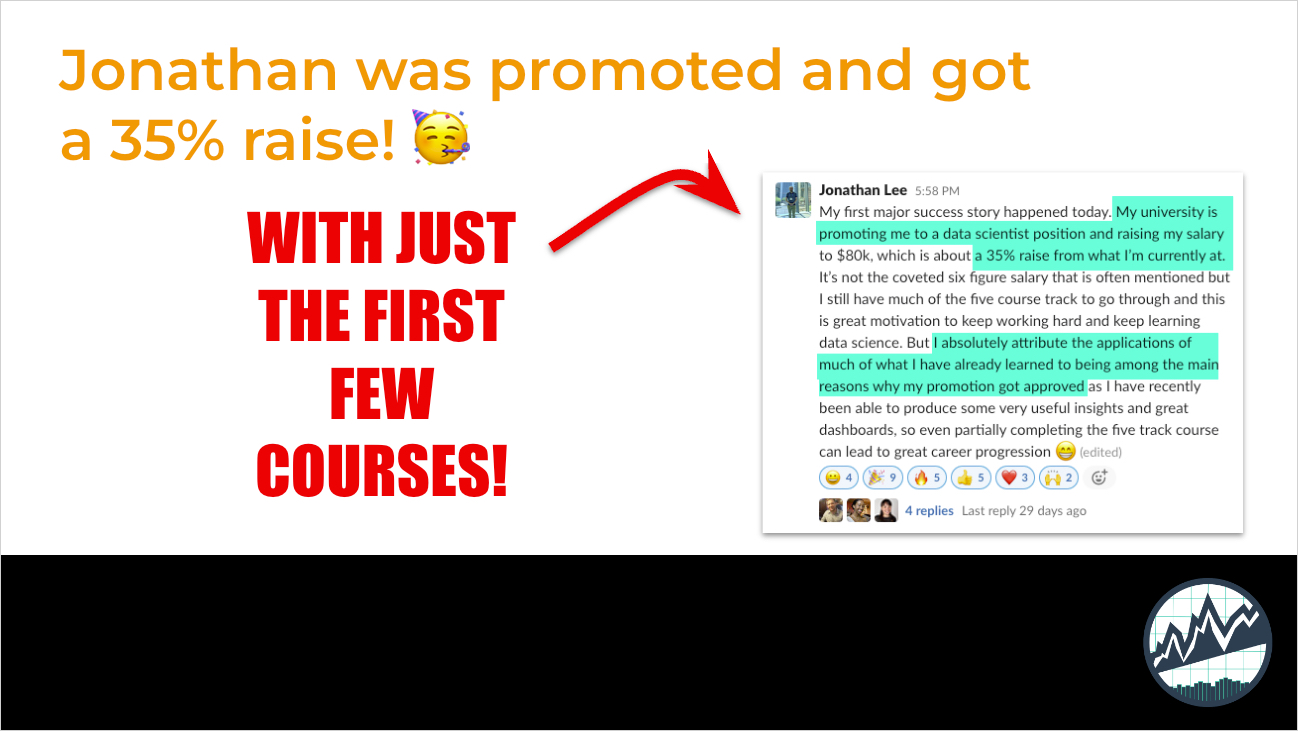 Jonathan was promoted and got
a 35% raise! 🥳
WITH JUST
THE FIRST
FEW
COURSES!
Jonathan Lee 5:58 PM
My first major success story happened today. My university is
promoting me to a data scientist position and raising my salary
to $80k, which is about a 35% raise from what I'm currently at.
It's not the coveted six figure salary that is often mentioned but
I still have much of the five course track to go through and this
is great motivation to keep working hard and keep learning
data science. But I absolutely attribute the applications of
much of what I have already learned to being among the main
reasons why my promotion got approved as I have recently
been able to produce some very useful insights and great
dashboards, so even partially completing the five track course
can lead to great career progression 😁 (edited)
😀 4 🎉 9 🔥 5 👍 5 ❤️ 3 🙌 2
4 replies Last reply 29 days ago